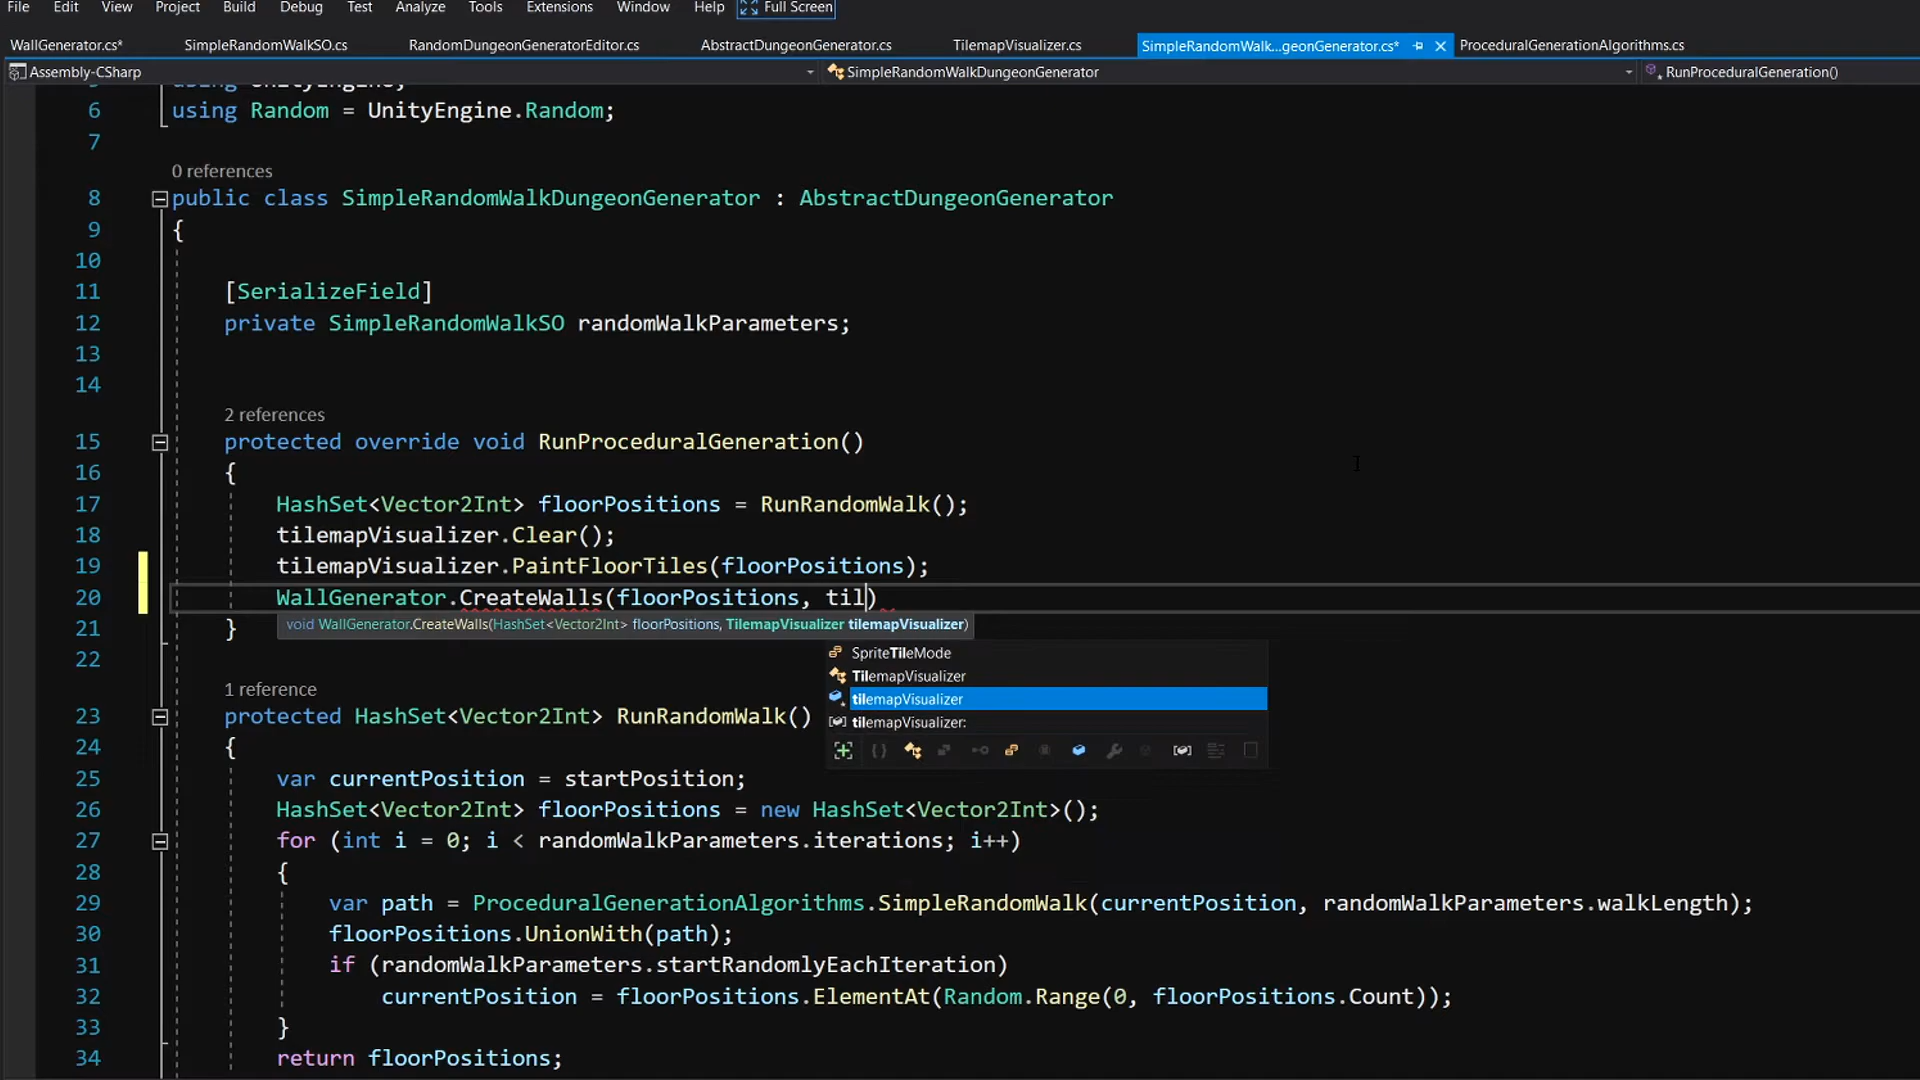 File Edit View Project Build Debug Test Analyze Tools Extensions Window Help Full Screen
WallGenerator.cs* SimpleRandomWalkSO.cs RandomDungeonGeneratorEditor.cs AbstractDungeonGenerator.cs TilemapVisualizer.cs SimpleRandomWalk...geonGenerator.cs* ProceduralGenerationAlgorithms.cs
Assembly-CSharp SimpleRandomWalkDungeonGenerator RunProceduralGeneration()
5 using UnityEngine;
6 using Random = UnityEngine.Random;
7
0 references
8 public class SimpleRandomWalkDungeonGenerator : AbstractDungeonGenerator
9 {
10
11 [SerializeField]
12 private SimpleRandomWalkSO randomWalkParameters;
13
14
2 references
15 protected override void RunProceduralGeneration()
16 {
17 HashSet<Vector2Int> floorPositions = RunRandomWalk();
18 tilemapVisualizer.Clear();
19 tilemapVisualizer.PaintFloorTiles(floorPositions);
20 WallGenerator.CreateWalls(floorPositions, til)
21 }
void WallGenerator.CreateWalls(HashSet<Vector2Int> floorPositions, TilemapVisualizer tilemapVisualizer)
22
SpriteTileMode
TilemapVisualizer
tilemapVisualizer
tilemapVisualizer:
1 reference
23 protected HashSet<Vector2Int> RunRandomWalk()
24 {
25 var currentPosition = startPosition;
26 HashSet<Vector2Int> floorPositions = new HashSet<Vector2Int>();
27 for (int i = 0; i < randomWalkParameters.iterations; i++)
28 {
29 var path = ProceduralGenerationAlgorithms.SimpleRandomWalk(currentPosition, randomWalkParameters.walkLength);
30 floorPositions.UnionWith(path);
31 if (randomWalkParameters.startRandomlyEachIteration)
32 currentPosition = floorPositions.ElementAt(Random.Range(0, floorPositions.Count));
33 }
34 return floorPositions;